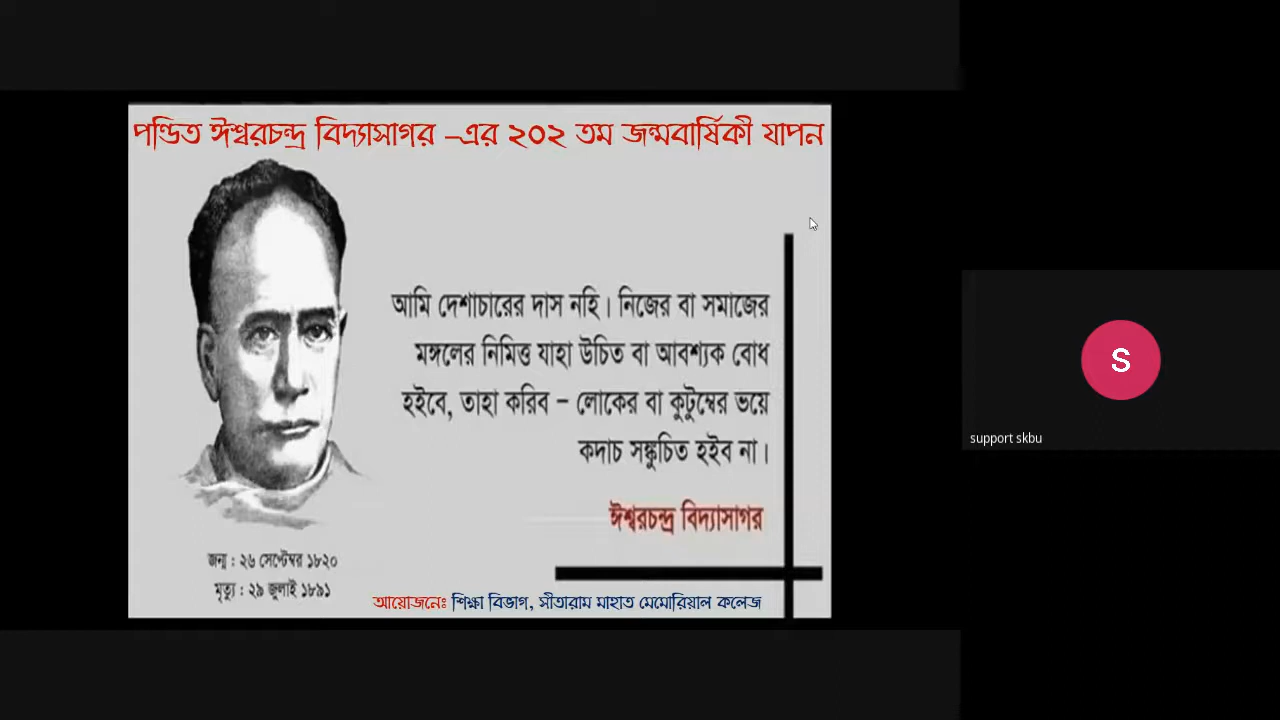 পণ্ডিত ঈশ্বরচন্দ্র বিদ্যাসাগর –এর ২০২ তম জন্মবার্ষিকী যাপন
আমি দেশাচারের দাস নহি। নিজের বা সমাজের
মঙ্গলের নিমিত্ত যাহা উচিত বা আবশ্যক বোধ
হইবে, তাহা করিব – লোকের বা কুটুম্বের ভয়ে
কদাচ সঙ্কুচিত হইব না।
ঈশ্বরচন্দ্র বিদ্যাসাগর
জন্ম : ২৬ সেপ্টেম্বর ১৮২০
মৃত্যু : ২৯ জুলাই ১৮৯১
আয়োজনেঃ শিক্ষা বিভাগ, সীতারাম মাহাত মেমোরিয়াল কলেজ
S
support skbu